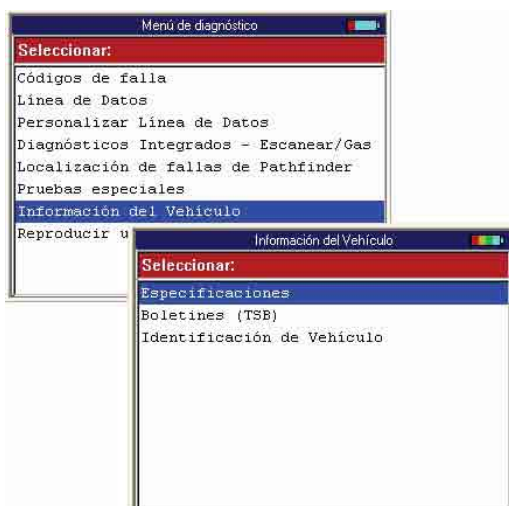 Menú de diagnóstico
Seleccionar:
Códigos de falla
Línea de Datos
Personalizar Línea de Datos
Diagnósticos Integrados - Escanear/Gas
Localización de fallas de Pathfinder
Pruebas especiales
Información del Vehículo
Reproducir u
Información del Vehículo
Seleccionar:
Especificaciones
Boletines (TSB)
Identificación de Vehículo